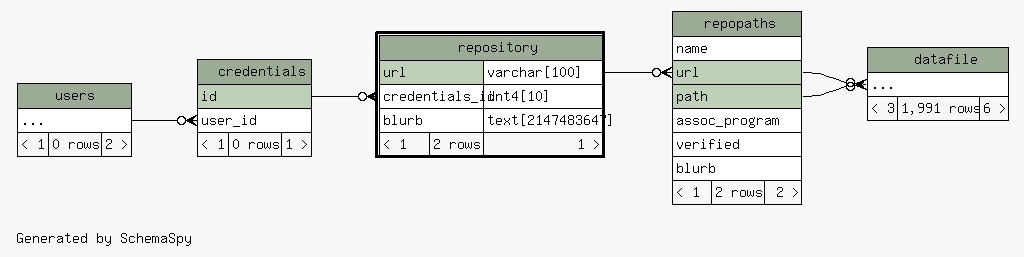 users
...
< 1 0 rows 2 >
credentials
id
user_id
< 1 0 rows 1 >
repository
url varchar[100]
credentials_id int4[10]
blurb text[2147483647]
< 1 2 rows 1 >
repopaths
name
url
path
assoc_program
verified
blurb
< 1 2 rows 2 >
datafile
...
< 3 1,991 rows 6 >
Generated by SchemaSpy